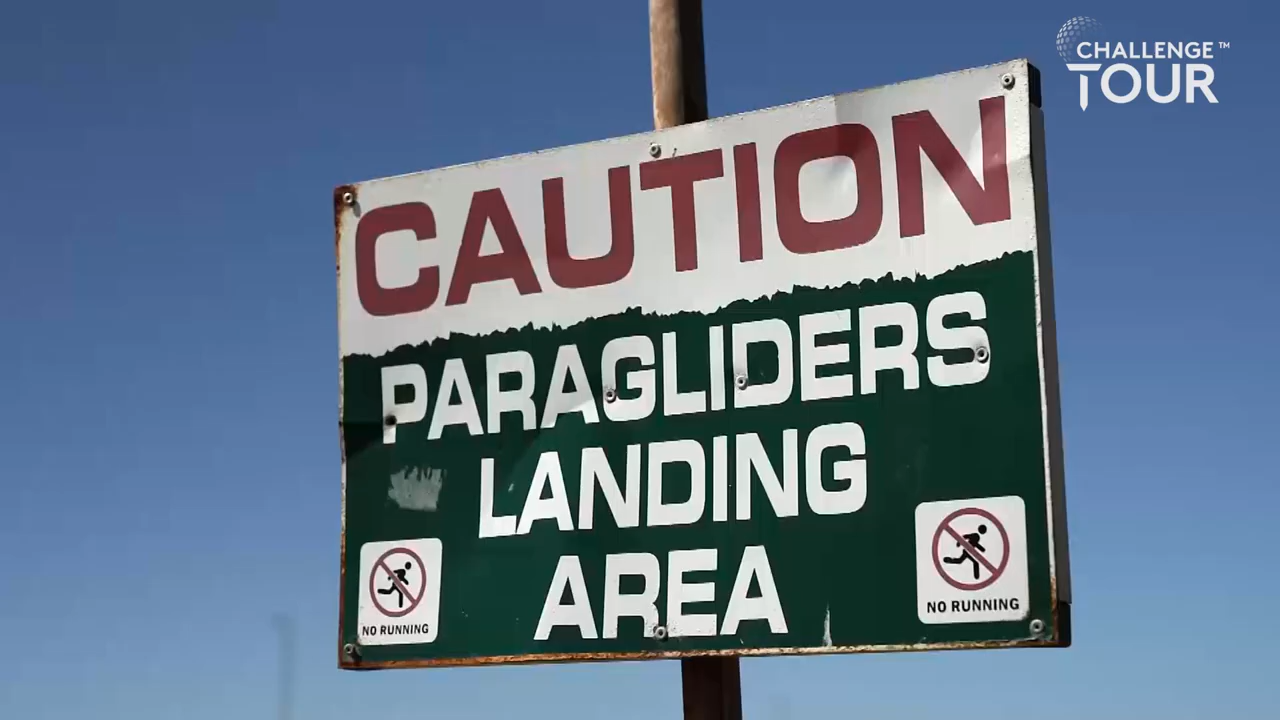 CHALLENGE™
TOUR
CAUTION
PARAGLIDERS
LANDING
AREA
NO RUNNING
NO RUNNING